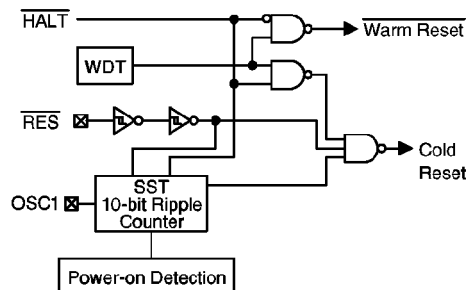 HALT
Warm Reset
WDT
RES
Cold
Reset
SST
10-bit Ripple
Counter
OSC1
Power-on Detection